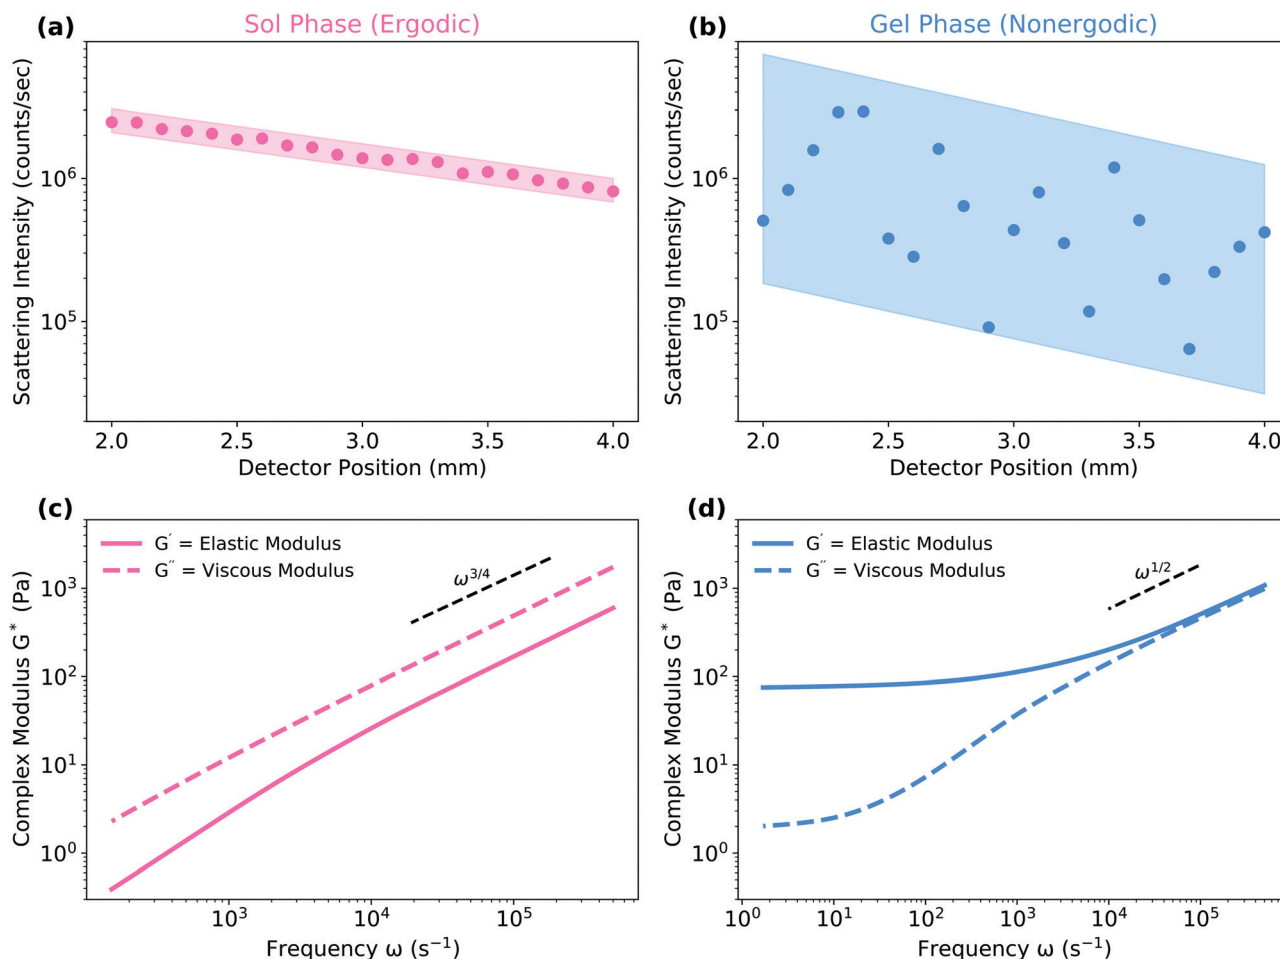 (a) Sol Phase (Ergodic)
Scattering Intensity (counts/sec)
10⁶
10⁵
2.0 2.5 3.0 3.5 4.0
Detector Position (mm)
(b) Gel Phase (Nonergodic)
Scattering Intensity (counts/sec)
10⁶
10⁵
2.0 2.5 3.0 3.5 4.0
Detector Position (mm)
(c)
G′ = Elastic Modulus
G″ = Viscous Modulus
ω³ᐟ⁴
Complex Modulus G* (Pa)
10³
10²
10¹
10⁰
10³ 10⁴ 10⁵
Frequency ω (s⁻¹)
(d)
G′ = Elastic Modulus
G″ = Viscous Modulus
ω¹ᐟ²
Complex Modulus G* (Pa)
10³
10²
10¹
10⁰
10⁰ 10¹ 10² 10³ 10⁴ 10⁵
Frequency ω (s⁻¹)